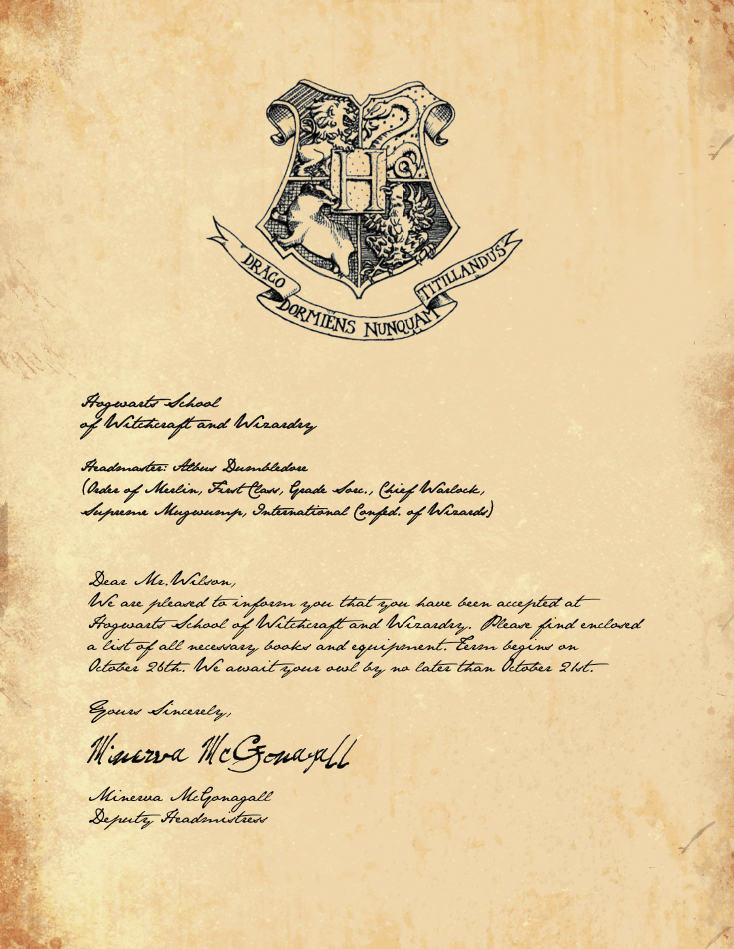 H
DRAGO DORMIENS NUNQUAM TITILLANDUS
Hogwarts School
of Witchcraft and Wizardry
Headmaster: Albus Dumbledore
(Order of Merlin, First Class, Grade Sorc., Chief Warlock,
Supreme Mugwump, International Confed. of Wizards)
Dear Mr.Wilson,
We are pleased to inform you that you have been accepted at
Hogwarts School of Witchcraft and Wizardry. Please find enclosed
a list of all necessary books and equipment. Term begins on
October 26th. We await your owl by no later than October 21st.
Yours Sincerely,
Minerva McGonagall
Minerva McGonagall
Deputy Headmistress